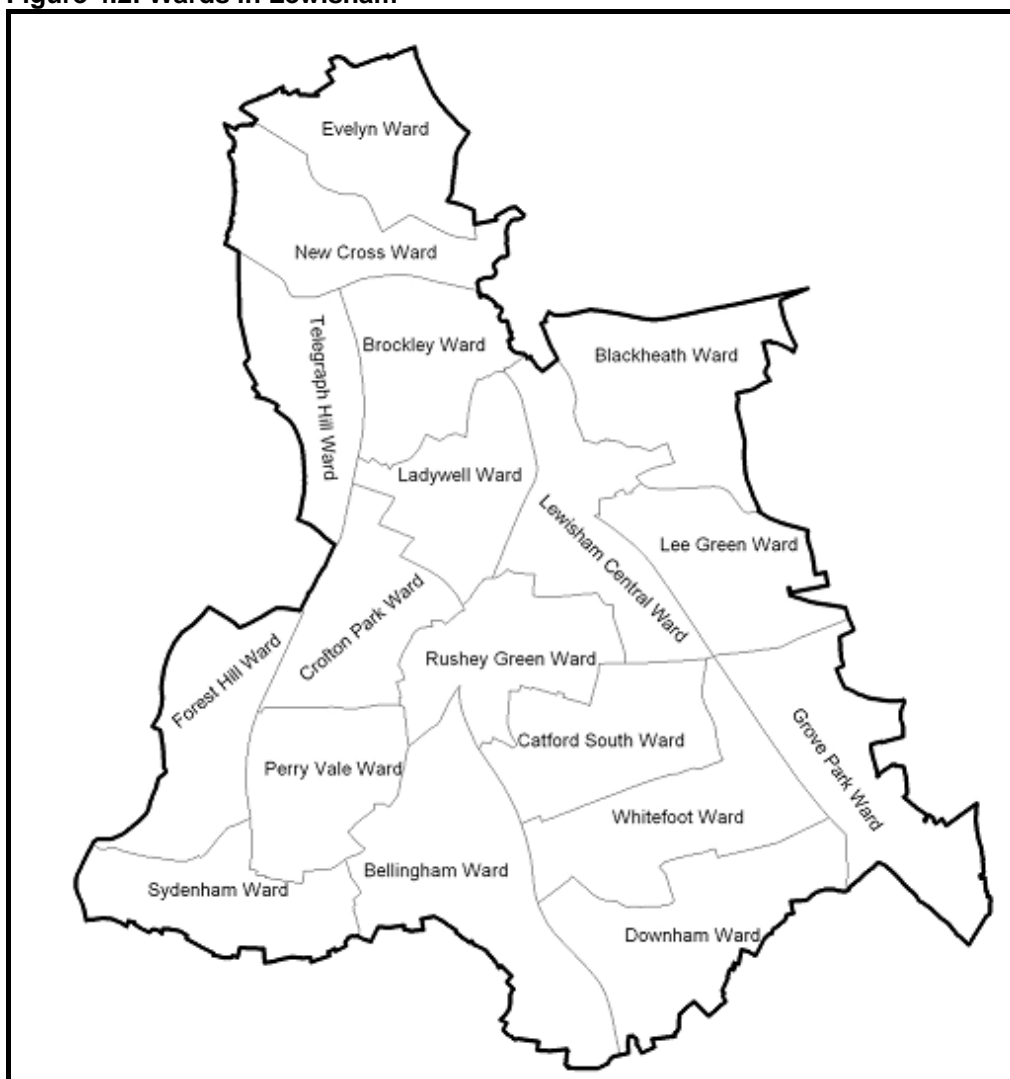 Figure 4.2: Wards in Lewisham
Evelyn Ward
New Cross Ward
Telegraph Hill Ward
Brockley Ward
Blackheath Ward
Ladywell Ward
Lewisham Central Ward
Lee Green Ward
Crofton Park Ward
Forest Hill Ward
Rushey Green Ward
Grove Park Ward
Catford South Ward
Perry Vale Ward
Whitefoot Ward
Bellingham Ward
Sydenham Ward
Downham Ward